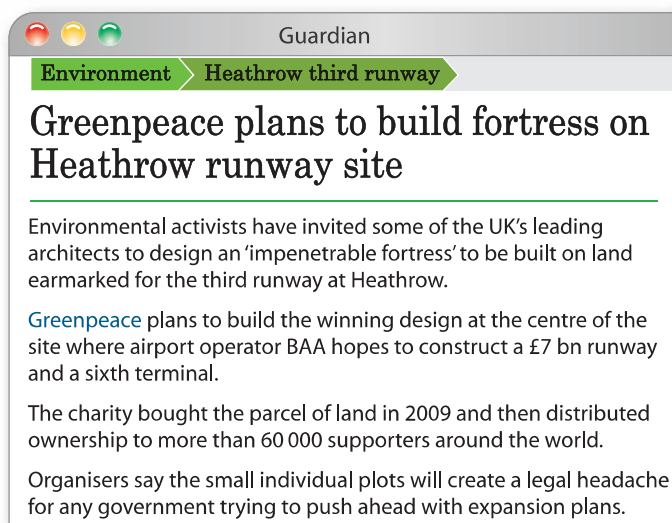 Guardian
Environment Heathrow third runway
Greenpeace plans to build fortress on
Heathrow runway site
Environmental activists have invited some of the UK's leading
architects to design an 'impenetrable fortress' to be built on land
earmarked for the third runway at Heathrow.
Greenpeace plans to build the winning design at the centre of the
site where airport operator BAA hopes to construct a £7 bn runway
and a sixth terminal.
The charity bought the parcel of land in 2009 and then distributed
ownership to more than 60 000 supporters around the world.
Organisers say the small individual plots will create a legal headache
for any government trying to push ahead with expansion plans.